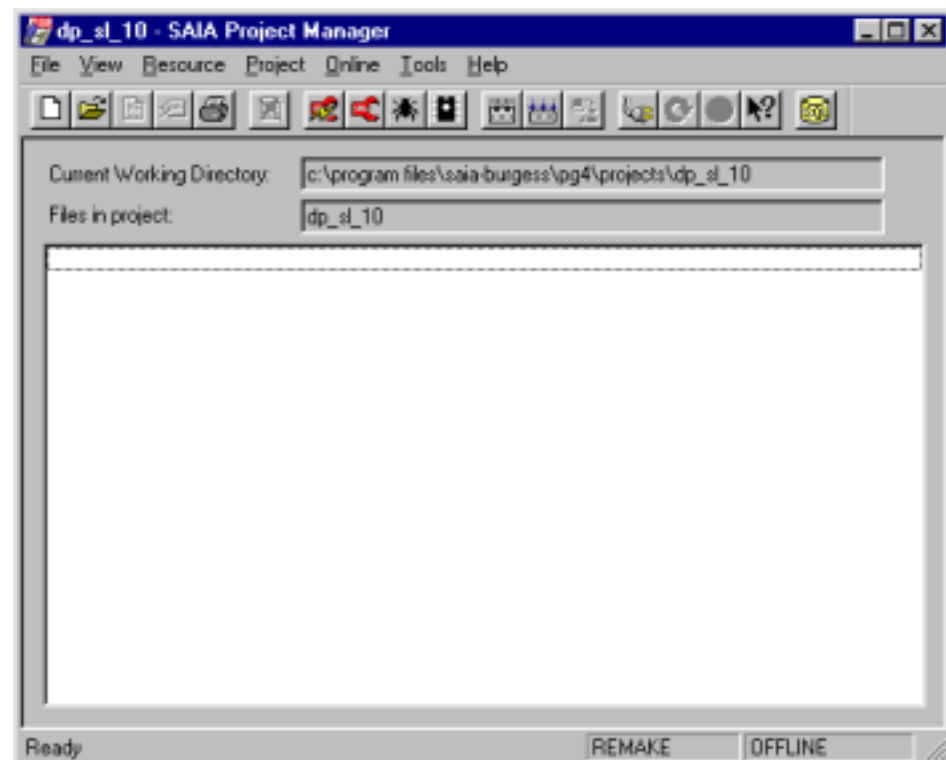 dp_sl_10 - SAIA Project Manager
File View Resource Project Online Tools Help
Current Working Directory: c:\program files\saia-burgess\pg4\projects\dp_sl_10
Files in project: dp_sl_10
Ready REMAKE OFFLINE